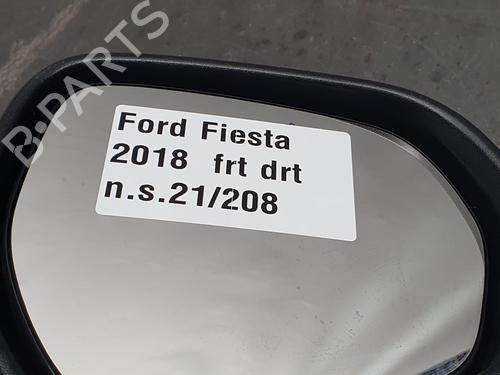 B-PARTS
Ford Fiesta
2018 frt drt
n.s.21/208